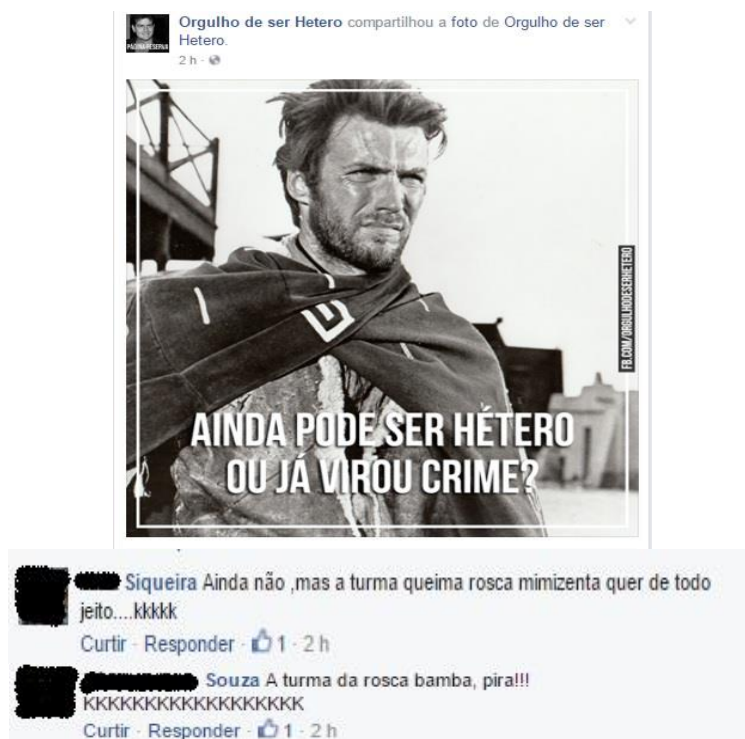 Orgulho de ser Hetero compartilhou a foto de Orgulho de ser
Hetero.
2 h ·
PÁGINA RESERVA
FB.COM/ORGULHODESERHETERO
AINDA PODE SER HÉTERO
OU JÁ VIROU CRIME?
Siqueira Ainda não ,mas a turma queima rosca mimizenta quer de todo
jeito....kkkkk
Curtir · Responder · 1 · 2 h
Souza A turma da rosca bamba, pira!!!
KKKKKKKKKKKKKKKKKK
Curtir · Responder · 1 · 2 h